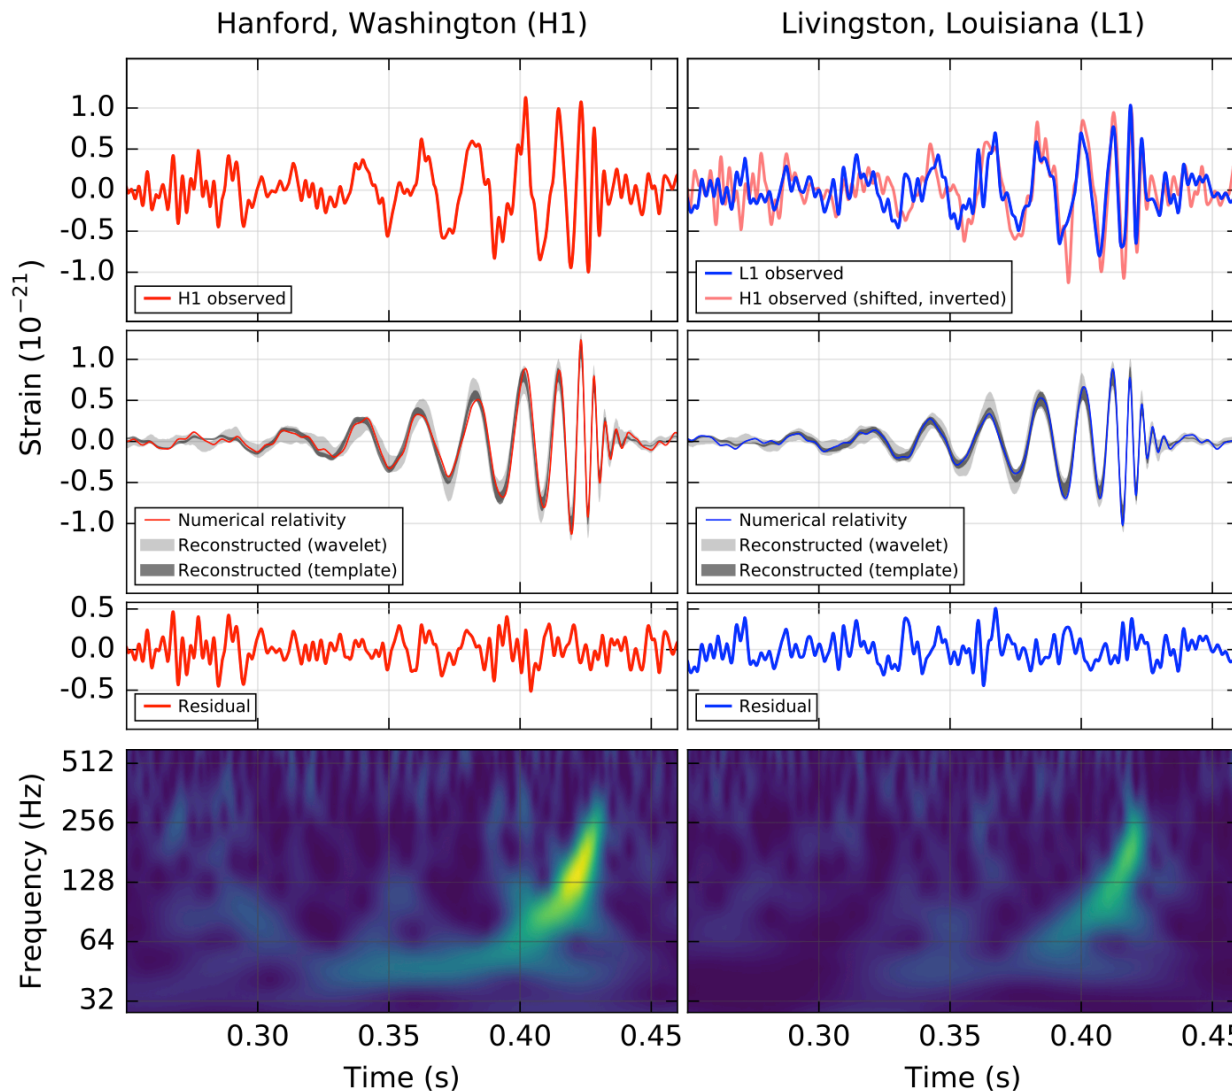 Hanford, Washington (H1)
Livingston, Louisiana (L1)
Strain (10⁻²¹)
1.0
0.5
0.0
-0.5
-1.0
H1 observed
L1 observed
H1 observed (shifted, inverted)
1.0
0.5
0.0
-0.5
-1.0
Numerical relativity
Reconstructed (wavelet)
Reconstructed (template)
Numerical relativity
Reconstructed (wavelet)
Reconstructed (template)
0.5
0.0
-0.5
Residual
Residual
Frequency (Hz)
512
256
128
64
32
0.30
0.35
0.40
0.45
0.30
0.35
0.40
0.45
Time (s)
Time (s)